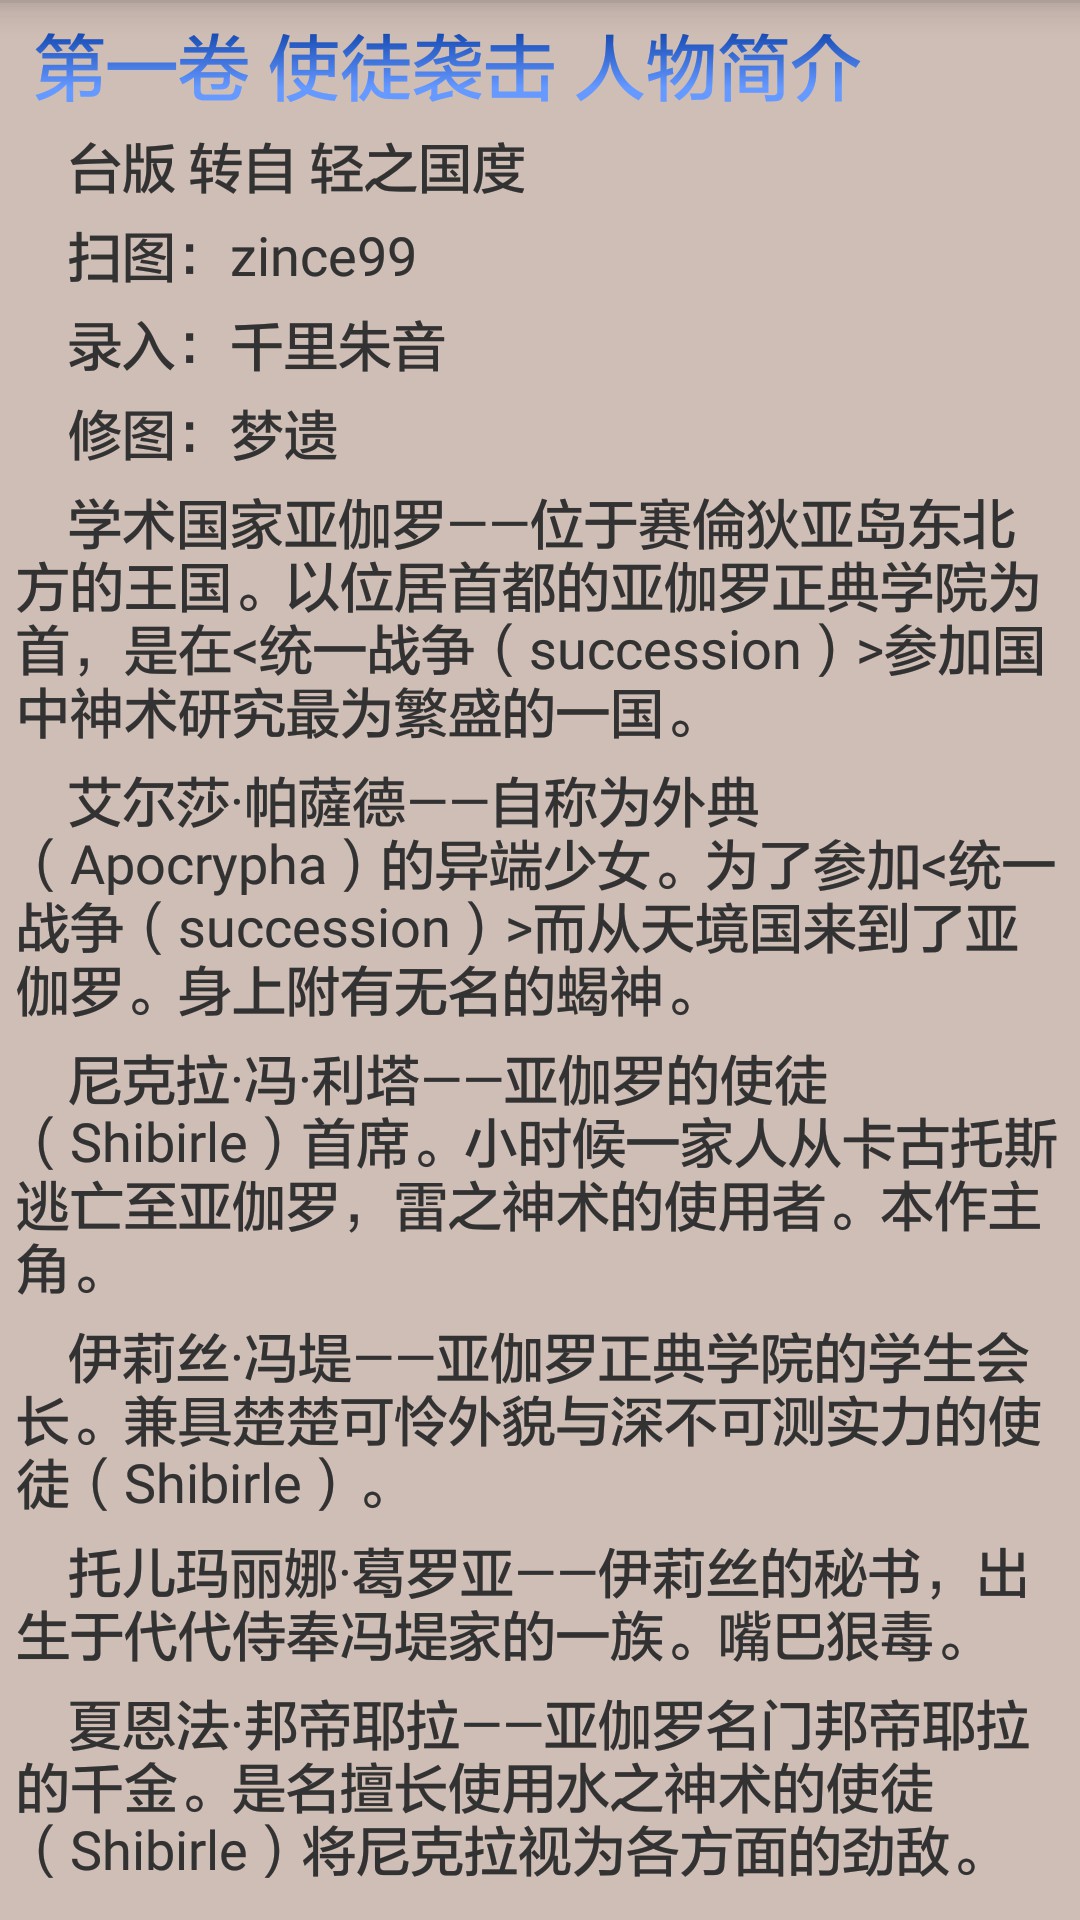 第一卷 使徒袭击 人物简介
台版 转自 轻之国度
扫图：zince99
录入：千里朱音
修图：梦遗
学术国家亚伽罗——位于赛倫狄亚岛东北
方的王国。以位居首都的亚伽罗正典学院为
首，是在<统一战争（succession）>参加国
中神术研究最为繁盛的一国。
艾尔莎·帕薩德——自称为外典
（Apocrypha）的异端少女。为了参加<统一
战争（succession）>而从天境国来到了亚
伽罗。身上附有无名的蝎神。
尼克拉·冯·利塔——亚伽罗的使徒
（Shibirle）首席。小时候一家人从卡古托斯
逃亡至亚伽罗，雷之神术的使用者。本作主
角。
伊莉丝·冯堤——亚伽罗正典学院的学生会
长。兼具楚楚可怜外貌与深不可测实力的使
徒（Shibirle）。
托儿玛丽娜·葛罗亚——伊莉丝的秘书，出
生于代代侍奉冯堤家的一族。嘴巴狠毒。
夏恩法·邦帝耶拉——亚伽罗名门邦帝耶拉
的千金。是名擅长使用水之神术的使徒
（Shibirle）将尼克拉视为各方面的劲敌。